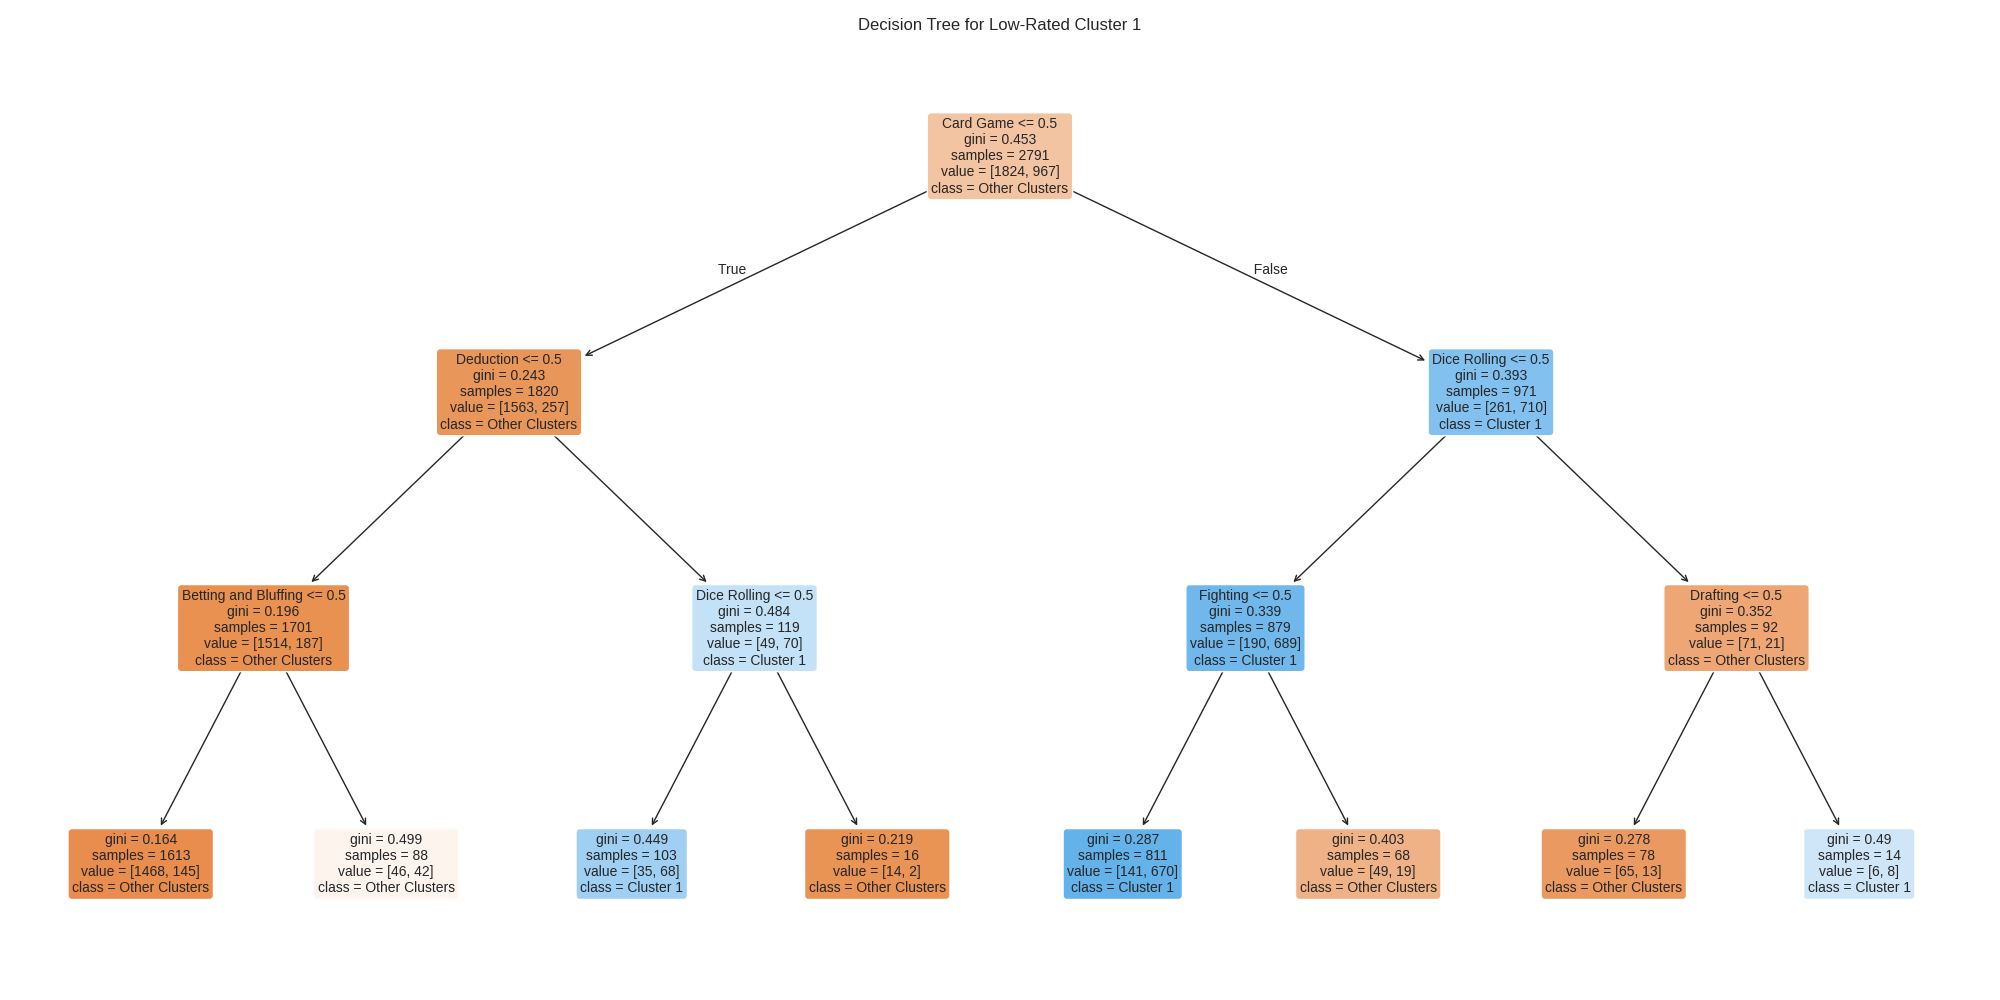 Decision Tree for Low-Rated Cluster 1
Card Game <= 0.5
gini = 0.453
samples = 2791
value = [1824, 967]
class = Other Clusters
True
False
Deduction <= 0.5
gini = 0.243
samples = 1820
value = [1563, 257]
class = Other Clusters
Dice Rolling <= 0.5
gini = 0.393
samples = 971
value = [261, 710]
class = Cluster 1
Betting and Bluffing <= 0.5
gini = 0.196
samples = 1701
value = [1514, 187]
class = Other Clusters
Dice Rolling <= 0.5
gini = 0.484
samples = 119
value = [49, 70]
class = Cluster 1
Fighting <= 0.5
gini = 0.339
samples = 879
value = [190, 689]
class = Cluster 1
Drafting <= 0.5
gini = 0.352
samples = 92
value = [71, 21]
class = Other Clusters
gini = 0.164
samples = 1613
value = [1468, 145]
class = Other Clusters
gini = 0.499
samples = 88
value = [46, 42]
class = Other Clusters
gini = 0.449
samples = 103
value = [35, 68]
class = Cluster 1
gini = 0.219
samples = 16
value = [14, 2]
class = Other Clusters
gini = 0.287
samples = 811
value = [141, 670]
class = Cluster 1
gini = 0.403
samples = 68
value = [49, 19]
class = Other Clusters
gini = 0.278
samples = 78
value = [65, 13]
class = Other Clusters
gini = 0.49
samples = 14
value = [6, 8]
class = Cluster 1